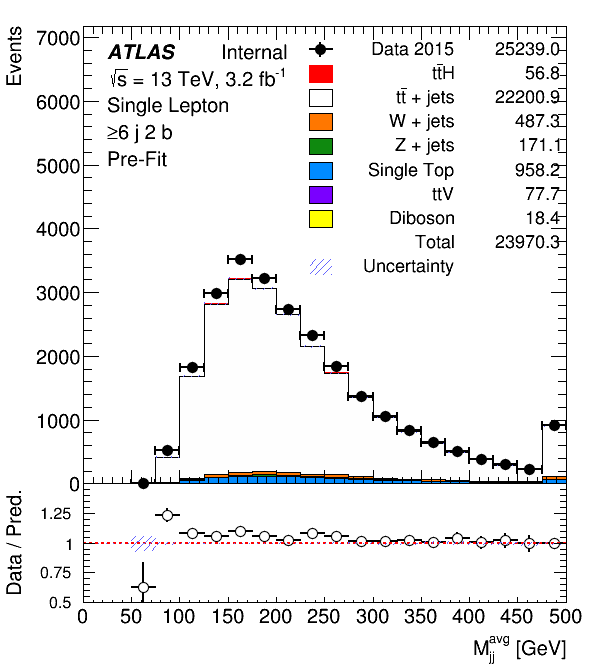 Events
7000
6000
5000
4000
3000
2000
1000
0
ATLAS Internal
√s = 13 TeV, 3.2 fb⁻¹
Single Lepton
≥6 j 2 b
Pre-Fit
Data 2015 25239.0
tt̄H 56.8
tt̄ + jets 22200.9
W + jets 487.3
Z + jets 171.1
Single Top 958.2
ttV 77.7
Diboson 18.4
Total 23970.3
Uncertainty
Data / Pred.
1.25
1
0.75
0.5
0 50 100 150 200 250 300 350 400 450 500
M_jj^avg [GeV]